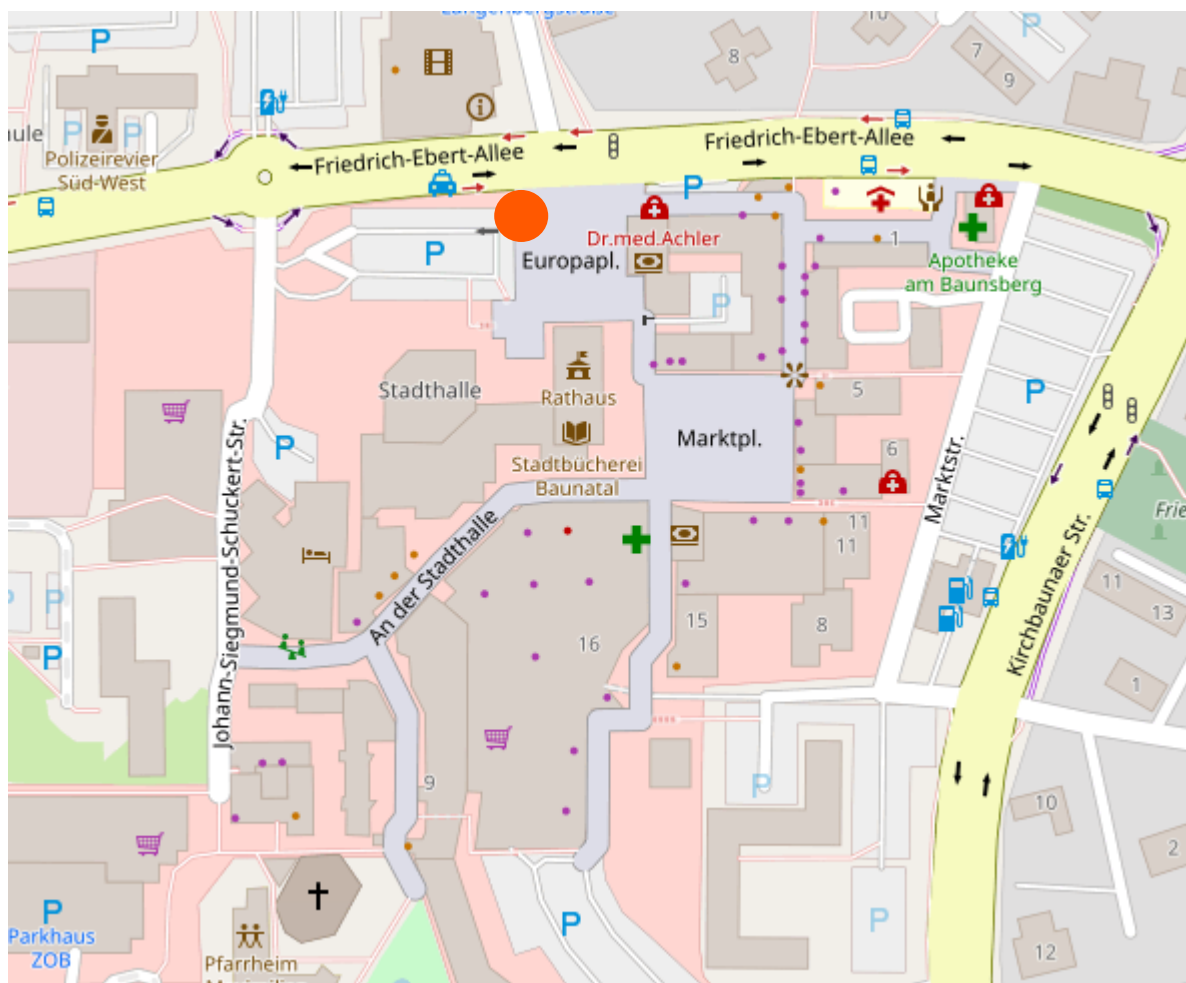 10
P
P
8
7
9
P
P
Polizeirevier
Süd-West
Friedrich-Ebert-Allee
Friedrich-Ebert-Allee
P
Dr.med.Achler
1
Europapl.
P
Apotheke
am Baunsberg
P
Stadthalle
Rathaus
5
P
Marktpl.
P
Stadtbücherei
Baunatal
6
Marktstr.
Johann-Siegmund-Schuckert-Str.
An der Stadthalle
11
11
Kirchbaunaer Str.
P
P
11
13
16
15
8
P
1
9
P
10
2
P
Parkhaus
ZOB
P
P
12
Pfarrheim